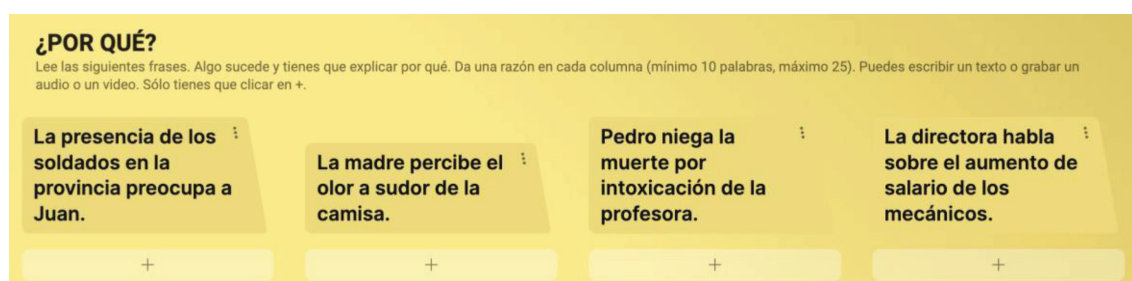 ¿POR QUÉ?
Lee las siguientes frases. Algo sucede y tienes que explicar por qué. Da una razón en cada columna (mínimo 10 palabras, máximo 25). Puedes escribir un texto o grabar un
audio o un video. Sólo tienes que clicar en +.
La presencia de los
soldados en la
provincia preocupa a
Juan.
+
La madre percibe el
olor a sudor de la
camisa.
+
Pedro niega la
muerte por
intoxicación de la
profesora.
+
La directora habla
sobre el aumento de
salario de los
mecánicos.
+